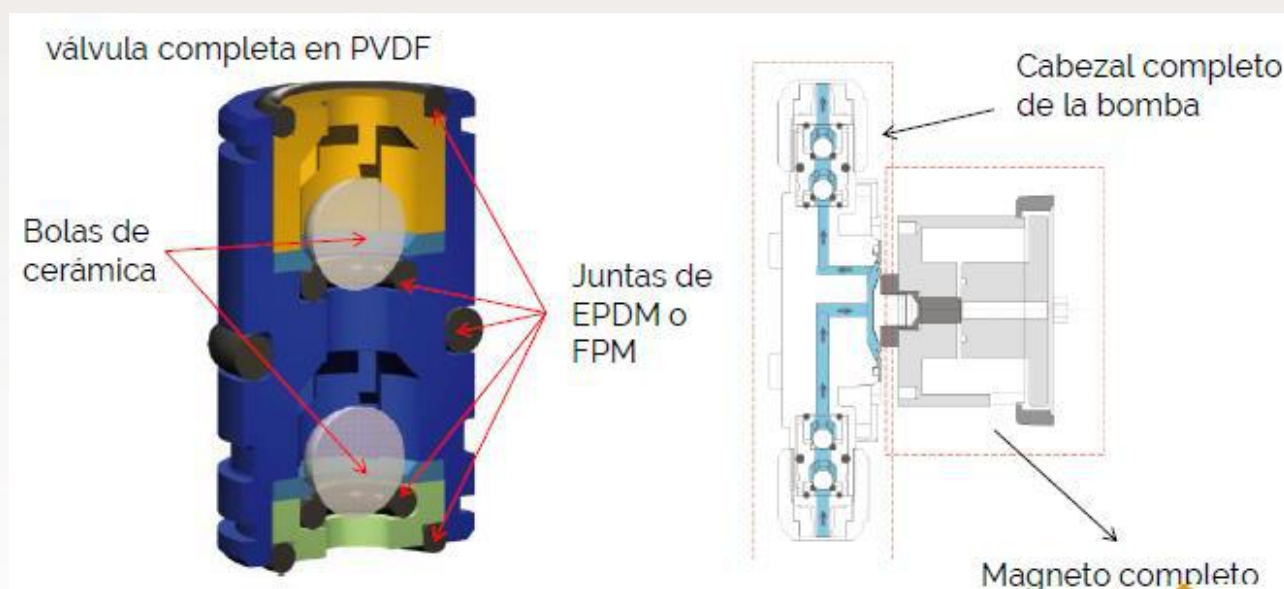 válvula completa en PVDF
Bolas de
cerámica
Juntas de
EPDM o
FPM
Cabezal completo
de la bomba
Magneto completo